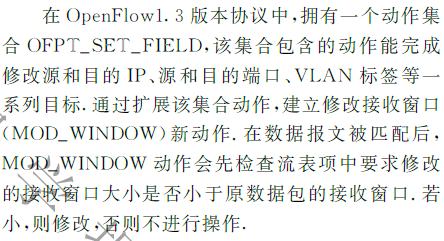 在 OpenFlow1. 3 版本协议中,拥有一个动作集
合 OFPT_SET_FIELD,该集合包含的动作能完成
修改源和目的 IP、源和目的端口、VLAN 标签等一
系列目标. 通过扩展该集合动作,建立修改接收窗口
(MOD_WINDOW)新动作. 在数据报文被匹配后,
MOD_WINDOW 动作会先检查流表项中要求修改
的接收窗口大小是否小于原数据包的接收窗口. 若
小,则修改,否则不进行操作.